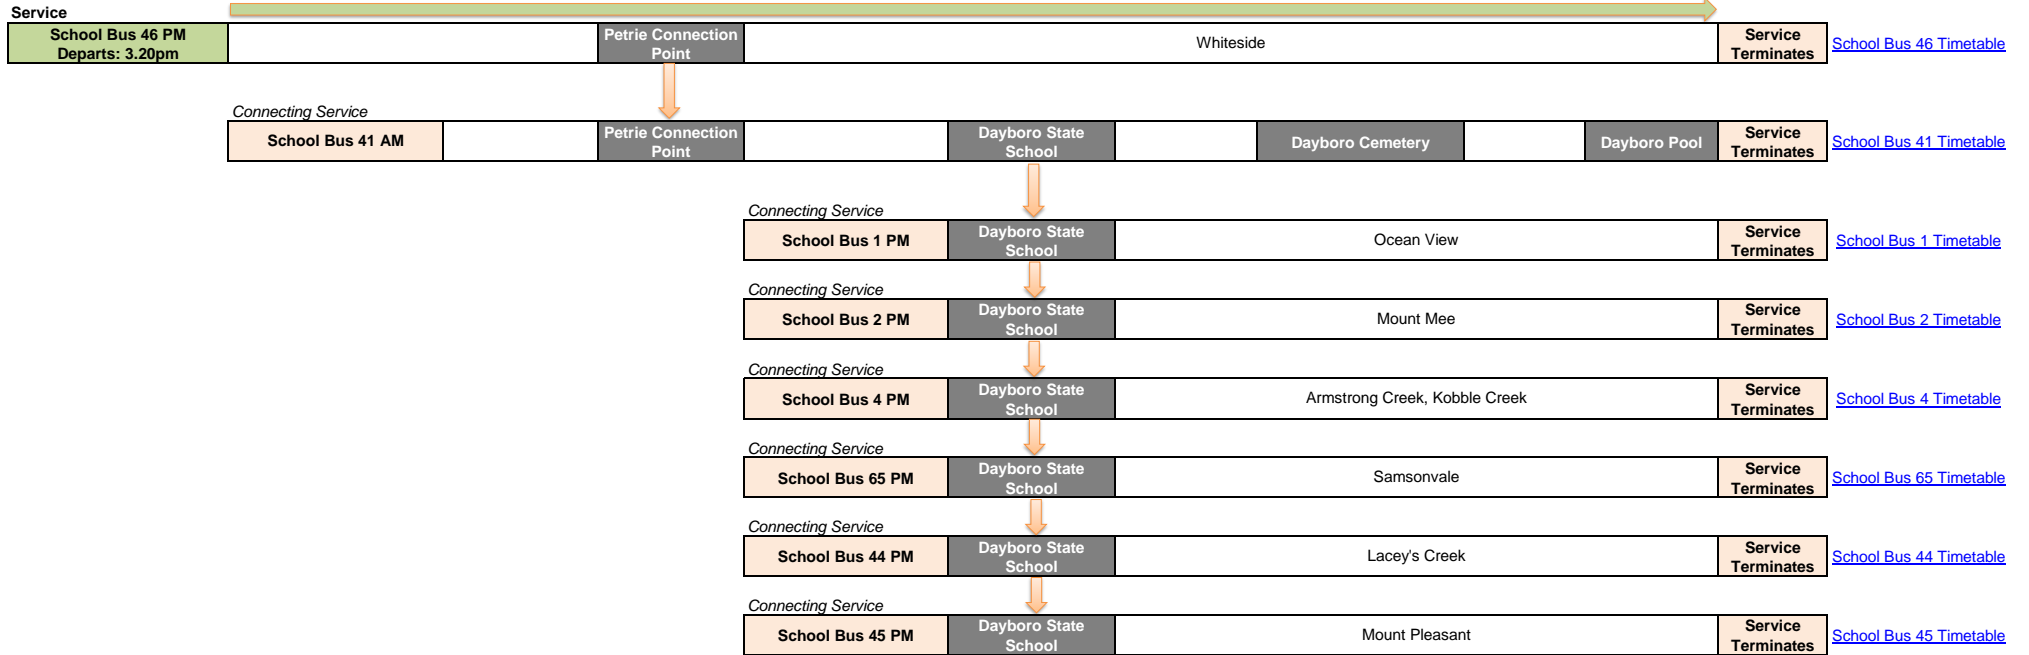 Service
School Bus 46 PM
Departs: 3.20pm
Petrie Connection
Point
Whiteside
Service
Terminates
School Bus 46 Timetable
Connecting Service
School Bus 41 AM
Petrie Connection
Point
Dayboro State
School
Dayboro Cemetery
Dayboro Pool
Service
Terminates
School Bus 41 Timetable
Connecting Service
School Bus 1 PM
Dayboro State
School
Ocean View
Service
Terminates
School Bus 1 Timetable
Connecting Service
School Bus 2 PM
Dayboro State
School
Mount Mee
Service
Terminates
School Bus 2 Timetable
Connecting Service
School Bus 4 PM
Dayboro State
School
Armstrong Creek, Kobble Creek
Service
Terminates
School Bus 4 Timetable
Connecting Service
School Bus 65 PM
Dayboro State
School
Samsonvale
Service
Terminates
School Bus 65 Timetable
Connecting Service
School Bus 44 PM
Dayboro State
School
Lacey's Creek
Service
Terminates
School Bus 44 Timetable
Connecting Service
School Bus 45 PM
Dayboro State
School
Mount Pleasant
Service
Terminates
School Bus 45 Timetable